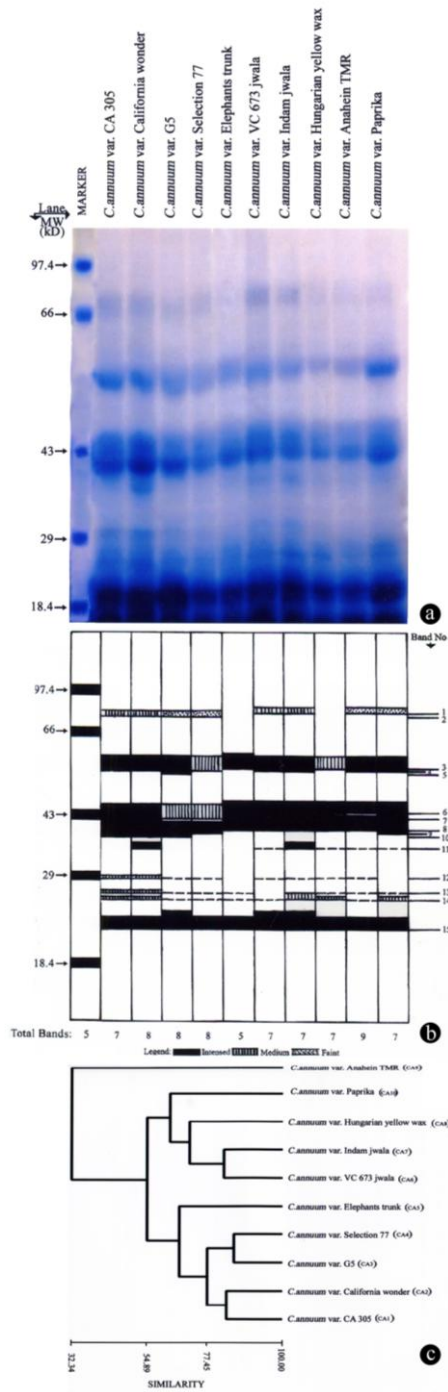 Lane
MW
(kD)
MARKER
C.annuum var. CA 305
C.annuum var. California wonder
C.annuum var. G5
C.annuum var. Selection 77
C.annuum var. Elephants trunk
C.annuum var. VC 673 jwala
C.annuum var. Indam jwala
C.annuum var. Hungarian yellow wax
C.annuum var. Anahein TMR
C.annuum var. Paprika
97.4
66
43
29
18.4
a
Band No
97.4
1
2
66
3
5
43
6
7
8
10
11
29
12
13
14
15
18.4
b
Total Bands: 5 7 8 8 8 5 7 7 7 9 7
Legend: Intensed Medium Faint
C.annuum var. Anahein TMR (CA9)
C.annuum var. Paprika (CA10)
C.annuum var. Hungarian yellow wax (CA8)
C.annuum var. Indam jwala (CA7)
C.annuum var. VC 673 jwala (CA6)
C.annuum var. Elephants trunk (CA5)
C.annuum var. Selection 77 (CA4)
C.annuum var. G5 (CA3)
C.annuum var. California wonder (CA2)
C.annuum var. CA 305 (CA1)
c
32.34 54.89 77.45 100.00
SIMILARITY